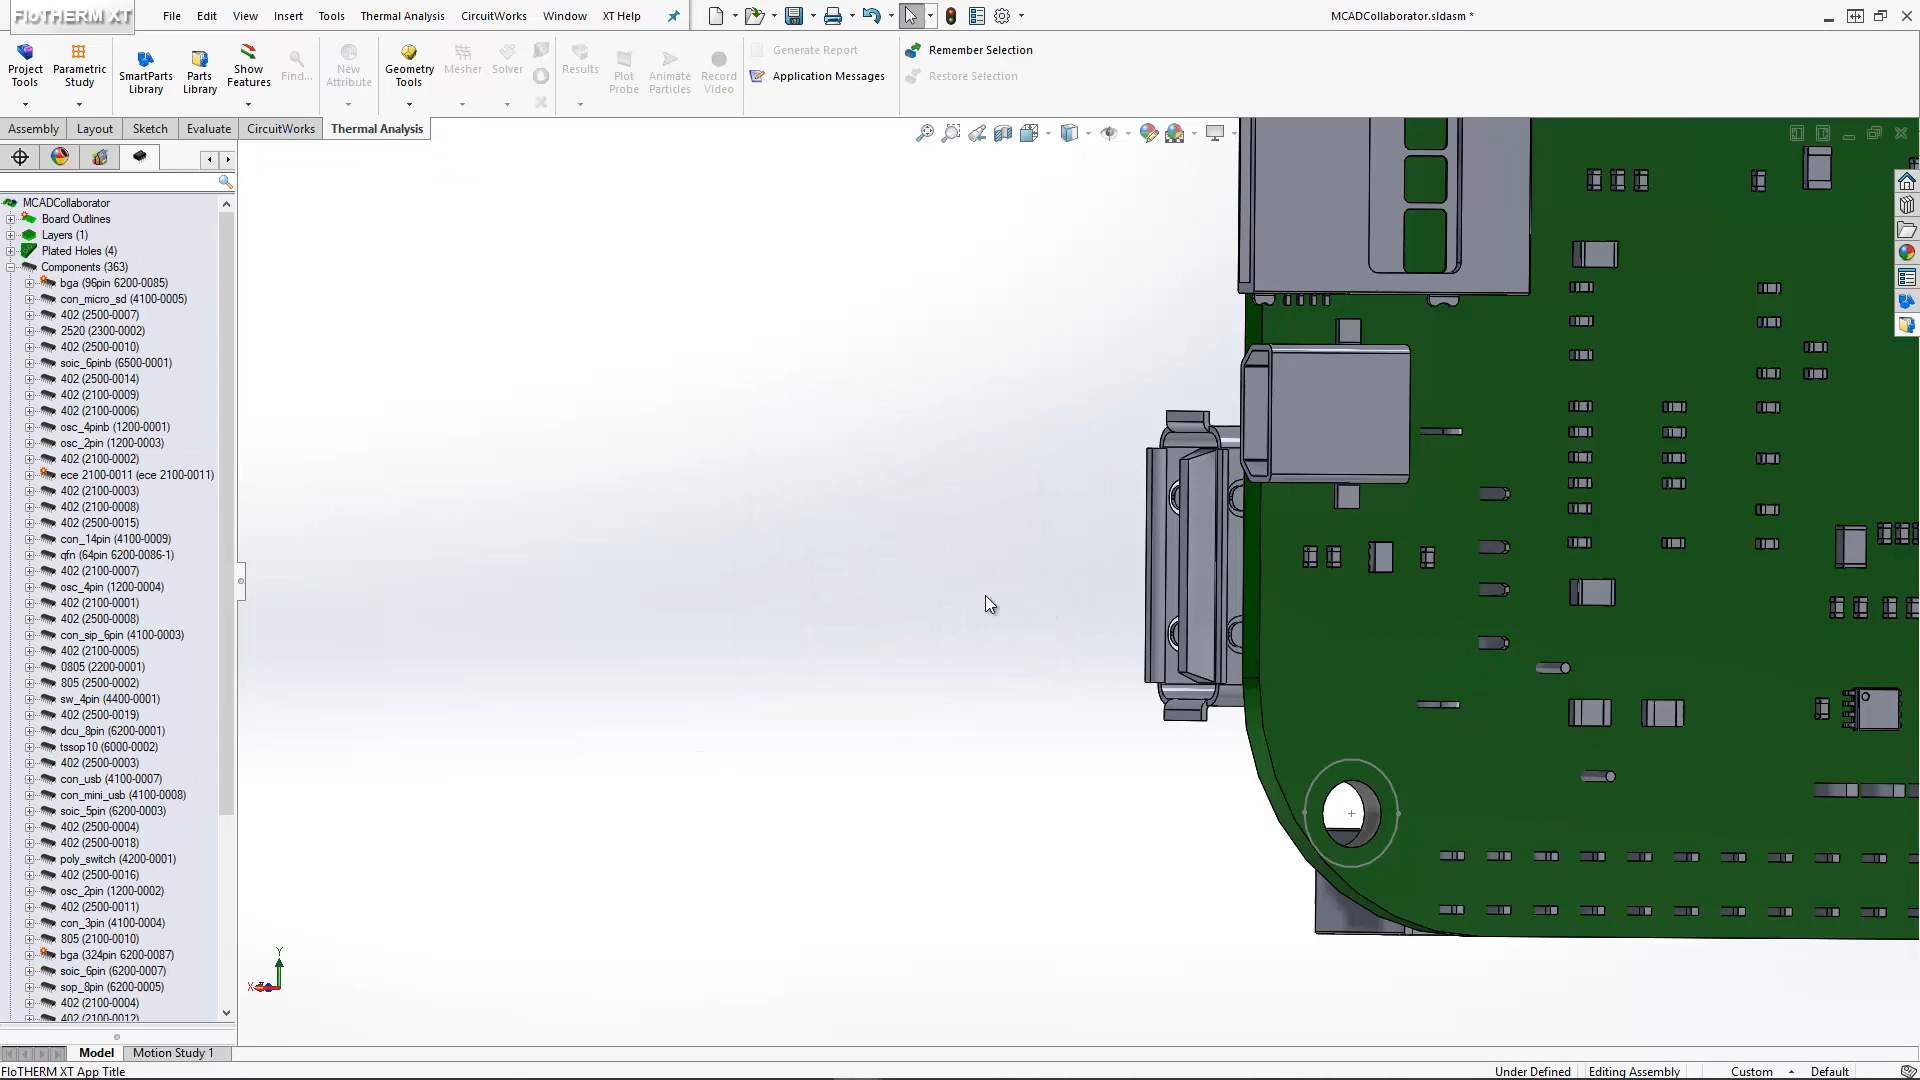 FloTHERM XT
File Edit View Insert Tools Thermal Analysis CircuitWorks Window XT Help
MCADCollaborator.sldasm *
Project Tools
Parametric Study
SmartParts Library
Parts Library
Show Features
Find...
New Attribute
Geometry Tools
Mesher
Solver
Results
Plot Probe
Animate Particles
Record Video
Generate Report
Application Messages
Remember Selection
Restore Selection
Assembly Layout Sketch Evaluate CircuitWorks Thermal Analysis
MCADCollaborator
Board Outlines
Layers (1)
Plated Holes (4)
Components (363)
bga (96pin 6200-0085)
con_micro_sd (4100-0005)
402 (2500-0007)
2520 (2300-0002)
402 (2500-0010)
soic_6pinb (6500-0001)
402 (2500-0014)
402 (2100-0009)
402 (2100-0006)
osc_4pinb (1200-0001)
osc_2pin (1200-0003)
402 (2100-0002)
ece 2100-0011 (ece 2100-0011)
402 (2100-0003)
402 (2100-0008)
402 (2500-0015)
con_14pin (4100-0009)
qfn (64pin 6200-0086-1)
402 (2100-0007)
osc_4pin (1200-0004)
402 (2100-0001)
402 (2500-0008)
con_sip_6pin (4100-0003)
402 (2100-0005)
0805 (2200-0001)
805 (2500-0002)
sw_4pin (4400-0001)
402 (2500-0019)
dcu_8pin (6200-0001)
tssop10 (6000-0002)
402 (2500-0003)
con_usb (4100-0007)
con_mini_usb (4100-0008)
soic_5pin (6200-0003)
402 (2500-0004)
402 (2500-0018)
poly_switch (4200-0001)
402 (2500-0016)
osc_2pin (1200-0002)
402 (2500-0011)
con_3pin (4100-0004)
805 (2100-0010)
bga (324pin 6200-0087)
soic_6pin (6200-0007)
sop_8pin (6200-0005)
402 (2100-0004)
402 (2100-0012)
Y
X
Model Motion Study 1
FloTHERM XT App Title
Under Defined Editing Assembly Custom Default